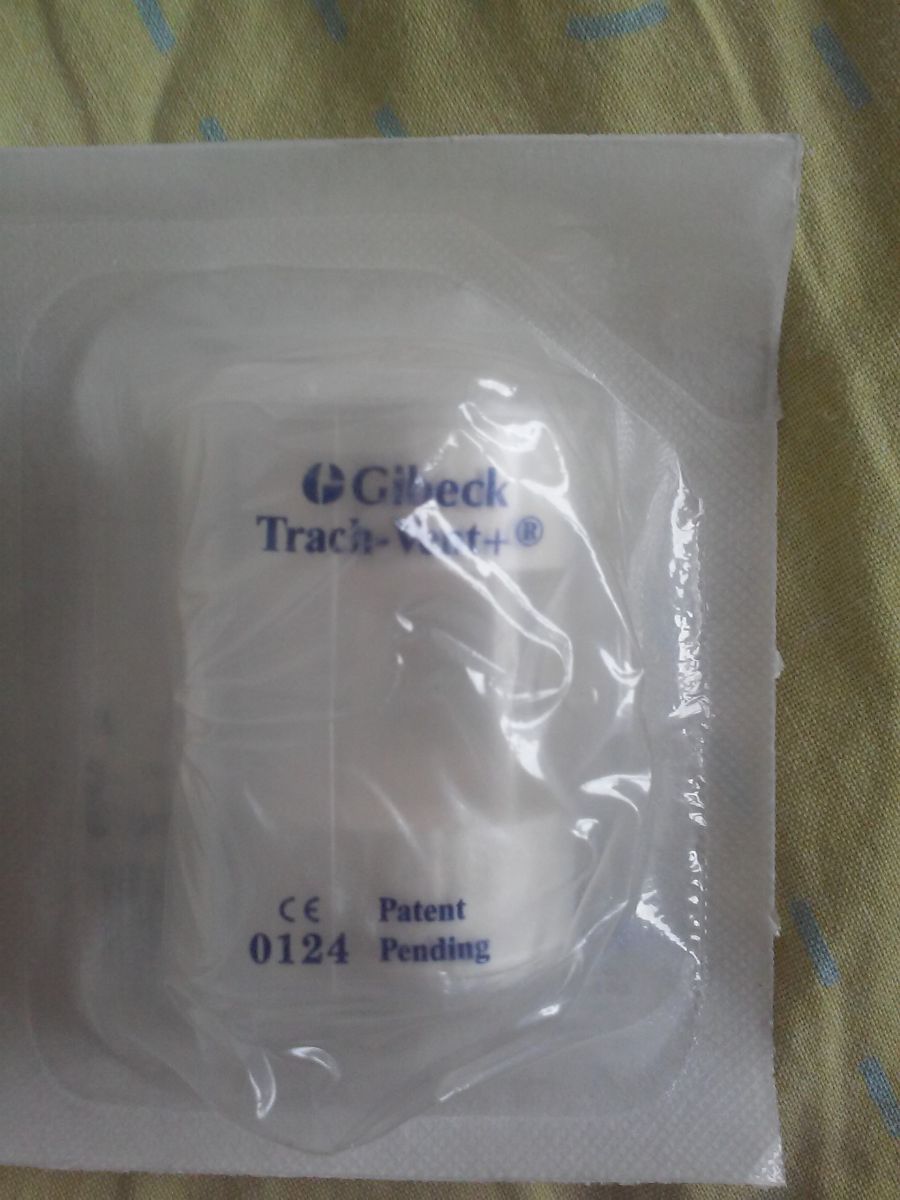 Gibeck
Trach-Vent+®
CE Patent
0124 Pending